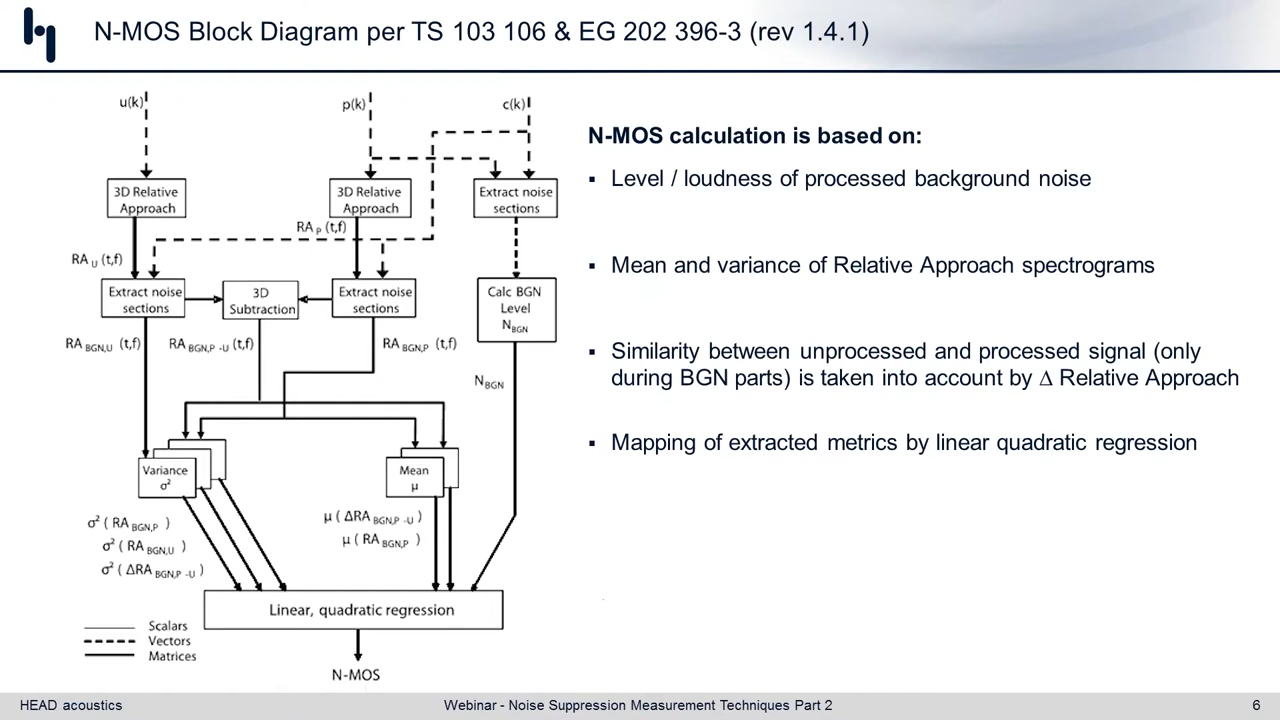 N-MOS Block Diagram per TS 103 106 & EG 202 396-3 (rev 1.4.1)
u(k)
p(k)
c(k)
3D Relative
Approach
3D Relative
Approach
Extract noise
sections
RA P (t,f)
RA U (t,f)
Extract noise
sections
3D
Subtraction
Extract noise
sections
Calc BGN
Level
NBGN
RA BGN,U (t,f)
RA BGN,P -U (t,f)
RA BGN,P (t,f)
NBGN
Variance
σ²
Mean
μ
σ² ( RA BGN,P )
σ² ( RA BGN,U )
σ² ( ΔRA BGN,P -U )
μ ( ΔRA BGN,P -U )
μ ( RA BGN,P )
Linear, quadratic regression
Scalars
Vectors
Matrices
N-MOS
N-MOS calculation is based on:
▪ Level / loudness of processed background noise
▪ Mean and variance of Relative Approach spectrograms
▪ Similarity between unprocessed and processed signal (only
during BGN parts) is taken into account by Δ Relative Approach
▪ Mapping of extracted metrics by linear quadratic regression
HEAD acoustics
Webinar - Noise Suppression Measurement Techniques Part 2
6